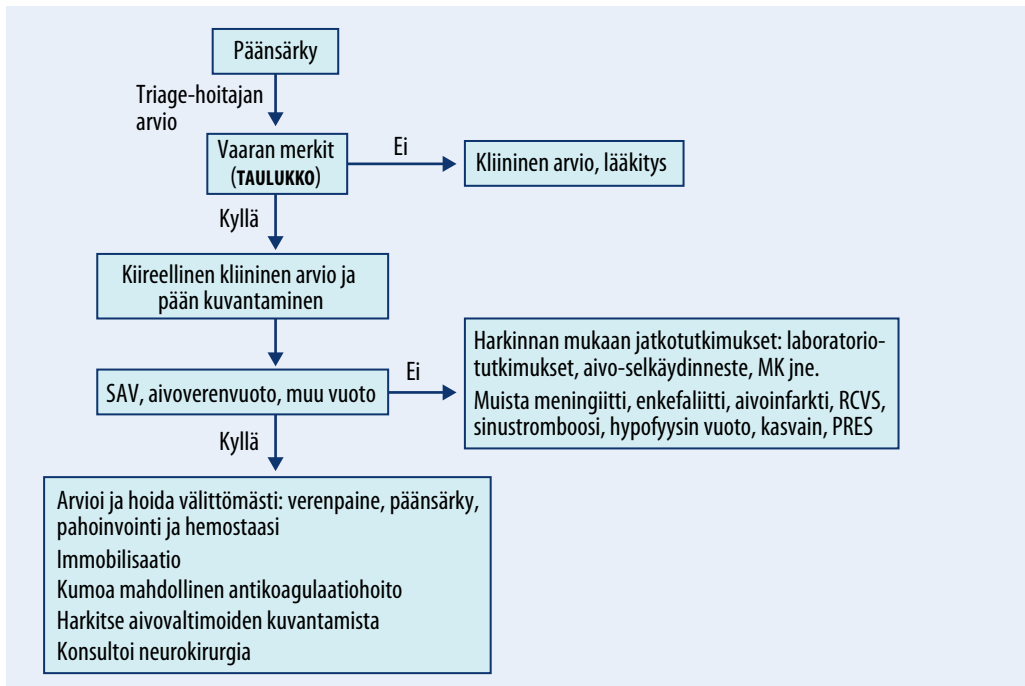 Päänsärky
Triage-hoitajan
arvio
Vaaran merkit
(TAULUKKO)
Ei
Kliininen arvio, lääkitys
Kyllä
Kiireellinen kliininen arvio ja
pään kuvantaminen
SAV, aivoverenvuoto, muu vuoto
Ei
Harkinnan mukaan jatkotutkimukset: laboratorio-
tutkimukset, aivo-selkäydinneste, MK jne.
Muista meningiitti, enkefaliitti, aivoinfarkti, RCVS,
sinustromboosi, hypofyysin vuoto, kasvain, PRES
Kyllä
Arvioi ja hoida välittömästi: verenpaine, päänsärky,
pahoinvointi ja hemostaasi
Immobilisaatio
Kumoa mahdollinen antikoagulaatiohoito
Harkitse aivovaltimoiden kuvantamista
Konsultoi neurokirurgia